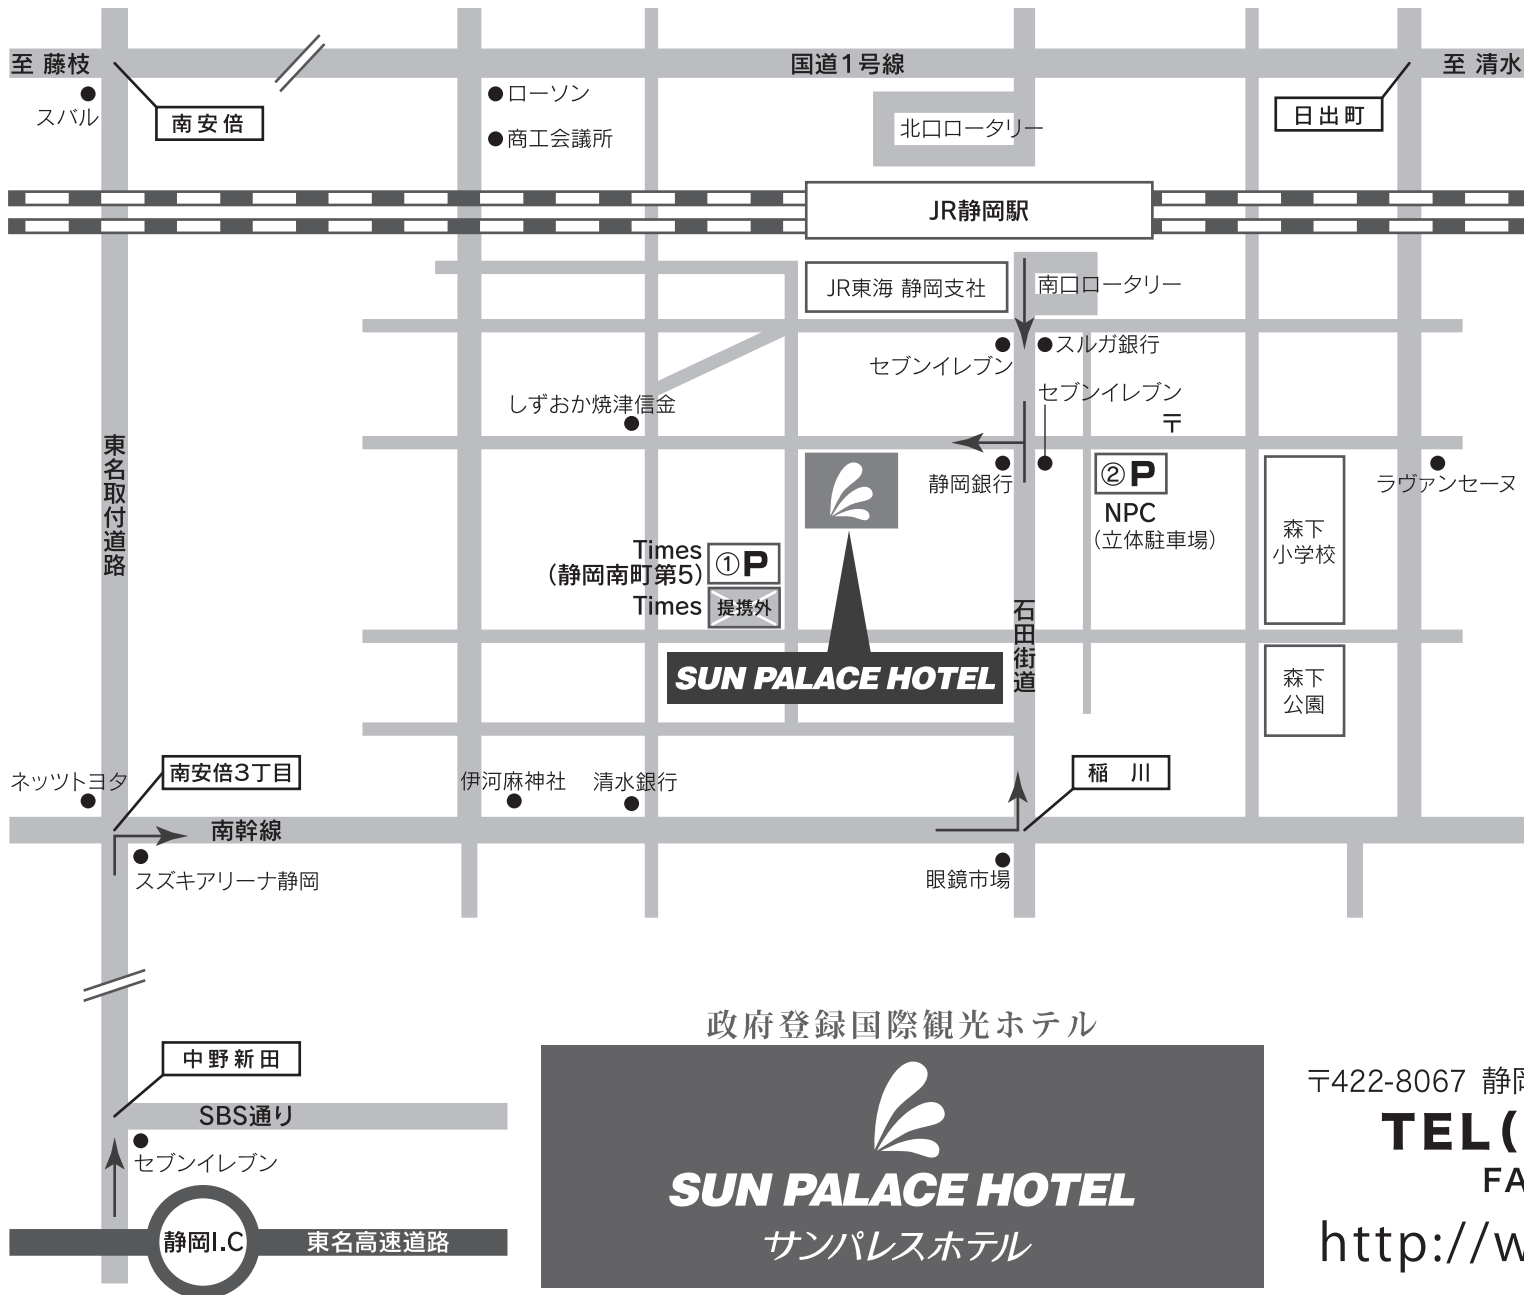 至 藤枝
国道1号線
至 清水
スバル
南安倍
ローソン
商工会議所
北口ロータリー
日出町
JR静岡駅
JR東海 静岡支社
南口ロータリー
セブンイレブン
スルガ銀行
セブンイレブン
しずおか焼津信金
〒
東名取付道路
静岡銀行
②P
NPC
(立体駐車場)
ラヴァンセーヌ
森下
小学校
Times
(静岡南町第5)
①P
Times
提携外
石田街道
SUN PALACE HOTEL
森下
公園
ネッツトヨタ
南安倍3丁目
伊河麻神社
清水銀行
稲 川
南幹線
スズキアリーナ静岡
眼鏡市場
中野新田
SBS通り
セブンイレブン
静岡I.C
東名高速道路
政府登録国際観光ホテル
SUN PALACE HOTEL
サンパレスホテル
〒422-8067 静岡
TEL(
FA
http://w